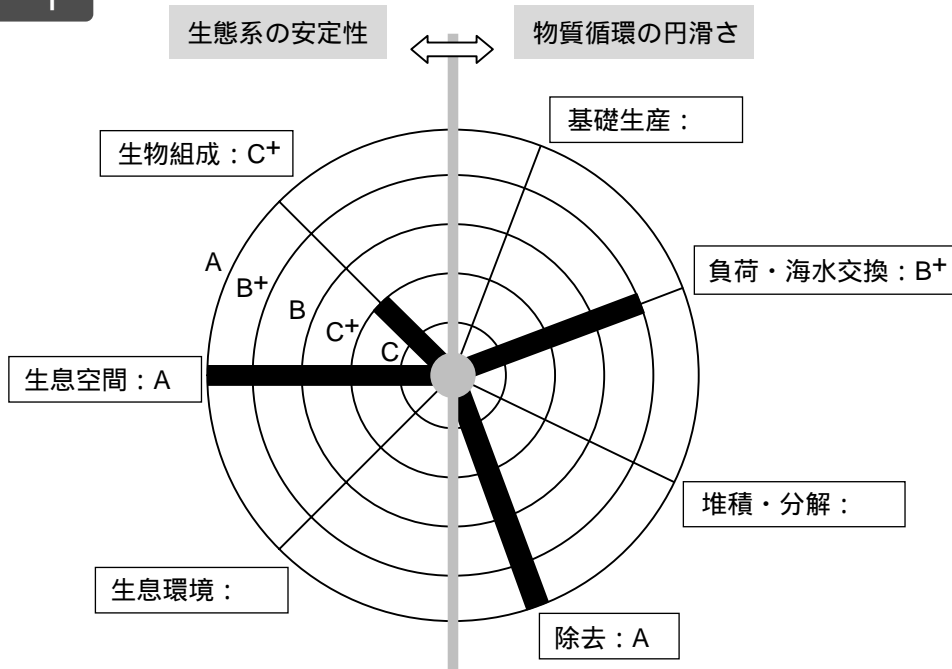 生態系の安定性
物質循環の円滑さ
基礎生産：
生物組成：C+
負荷・海水交換：B+
A
B+
B
C+
C
生息空間：A
堆積・分解：
生息環境：
除去：A